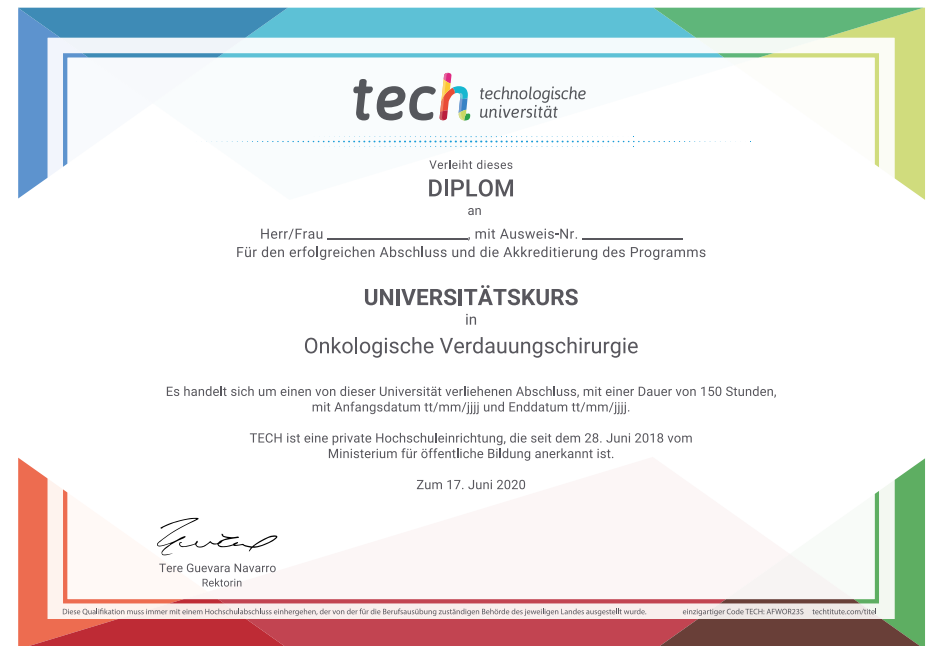 tech technologische
universität
Verleiht dieses
DIPLOM
an
Herr/Frau ___________________, mit Ausweis-Nr. ______________
Für den erfolgreichen Abschluss und die Akkreditierung des Programms
UNIVERSITÄTSKURS
in
Onkologische Verdauungschirurgie
Es handelt sich um einen von dieser Universität verliehenen Abschluss, mit einer Dauer von 150 Stunden,
mit Anfangsdatum tt/mm/jjjj und Enddatum tt/mm/jjjj.
TECH ist eine private Hochschuleinrichtung, die seit dem 28. Juni 2018 vom
Ministerium für öffentliche Bildung anerkannt ist.
Zum 17. Juni 2020
Tere Guevara Navarro
Rektorin
Diese Qualifikation muss immer mit einem Hochschulabschluss einhergehen, der von der für die Berufsausübung zuständigen Behörde des jeweiligen Landes ausgestellt wurde. einzigartiger Code TECH: AFWOR23S techtitute.com/titel